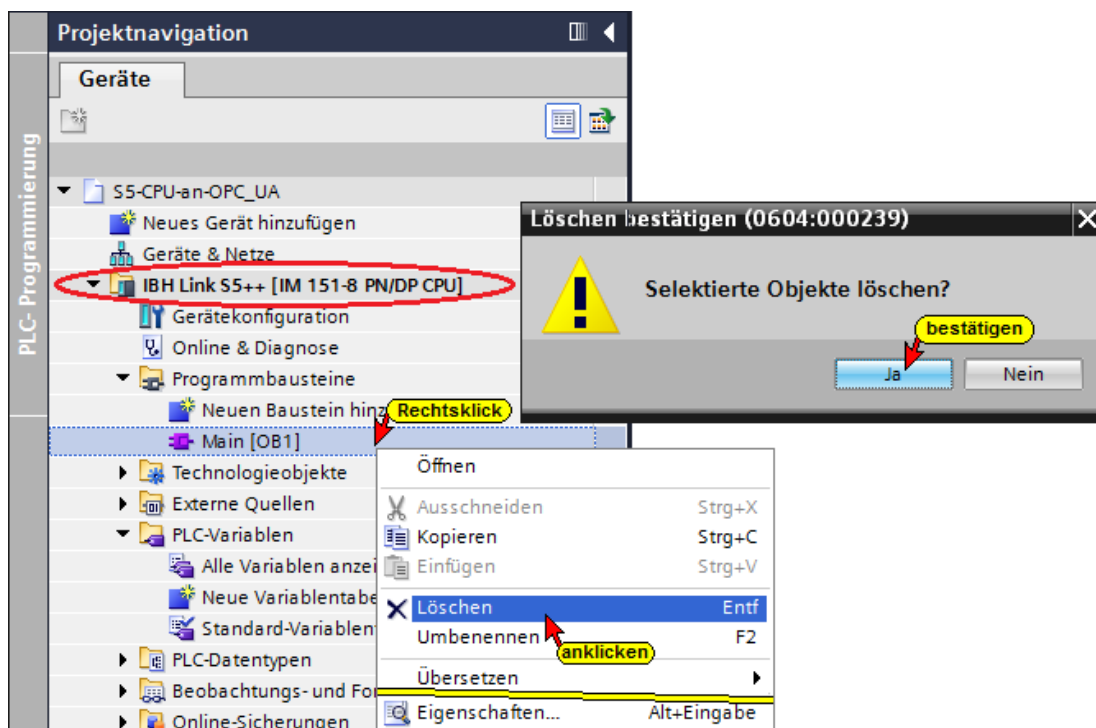 Projektnavigation
Geräte
PLC- Programmierung
S5-CPU-an-OPC_UA
Neues Gerät hinzufügen
Geräte & Netze
IBH Link S5++ [IM 151-8 PN/DP CPU]
Gerätekonfiguration
Online & Diagnose
Programmbausteine
Neuen Baustein hinz
Rechtsklick
Main [OB1]
Technologieobjekte
Externe Quellen
PLC-Variablen
Alle Variablen anzei
Neue Variablentabe
Standard-Variablen
PLC-Datentypen
Beobachtungs- und For
Online-Sicherungen
Löschen bestätigen (0604:000239)
Selektierte Objekte löschen?
bestätigen
Ja
Nein
Öffnen
Ausschneiden Strg+X
Kopieren Strg+C
Einfügen Strg+V
Löschen Entf
Umbenennen F2
anklicken
Übersetzen
Eigenschaften... Alt+Eingabe